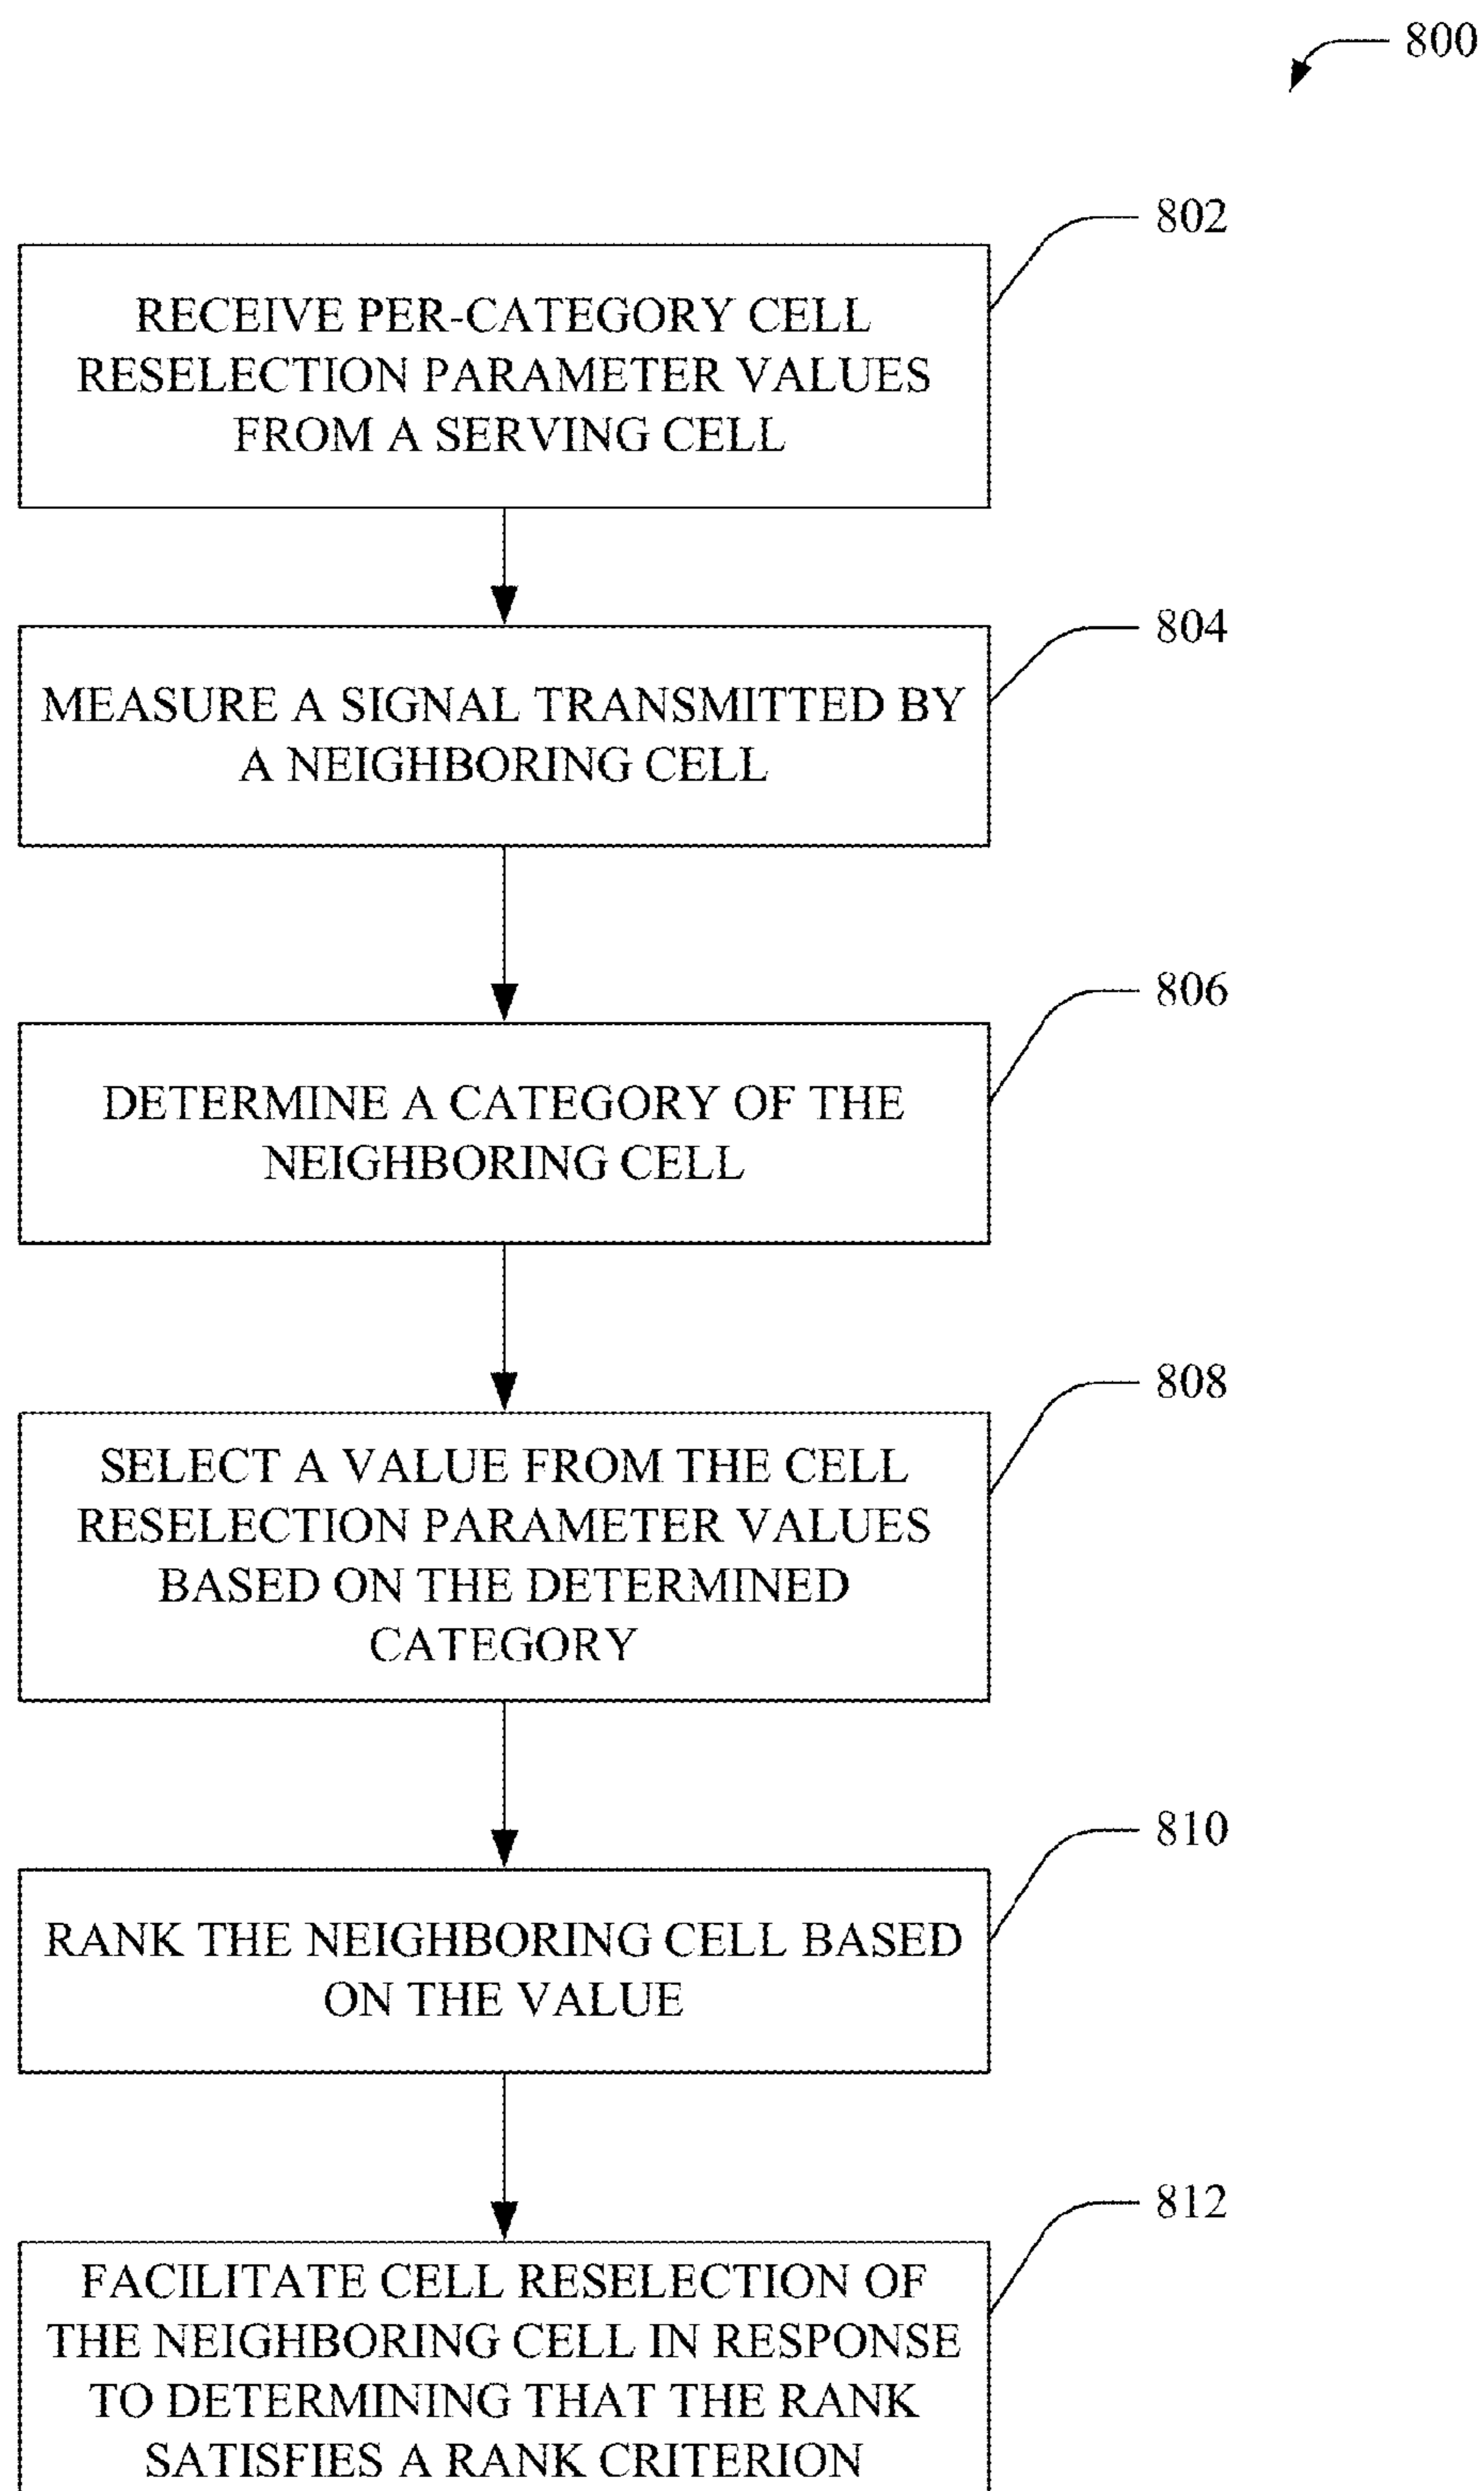 800
802
RECEIVE PER-CATEGORY CELL
RESELECTION PARAMETER VALUES
FROM A SERVING CELL
804
MEASURE A SIGNAL TRANSMITTED BY
A NEIGHBORING CELL
806
DETERMINE A CATEGORY OF THE
NEIGHBORING CELL
808
SELECT A VALUE FROM THE CELL
RESELECTION PARAMETER VALUES
BASED ON THE DETERMINED
CATEGORY
810
RANK THE NEIGHBORING CELL BASED
ON THE VALUE
812
FACILITATE CELL RESELECTION OF
THE NEIGHBORING CELL IN RESPONSE
TO DETERMINING THAT THE RANK
SATISFIES A RANK CRITERION